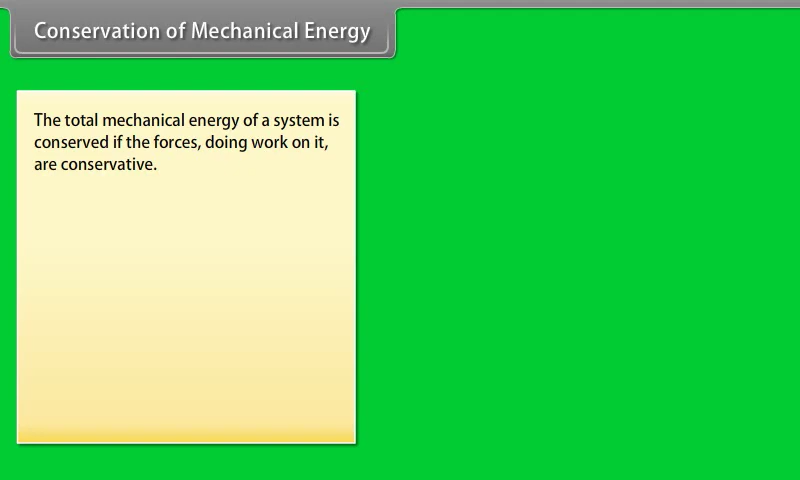 Conservation of Mechanical Energy
The total mechanical energy of a system is
conserved if the forces, doing work on it,
are conservative.